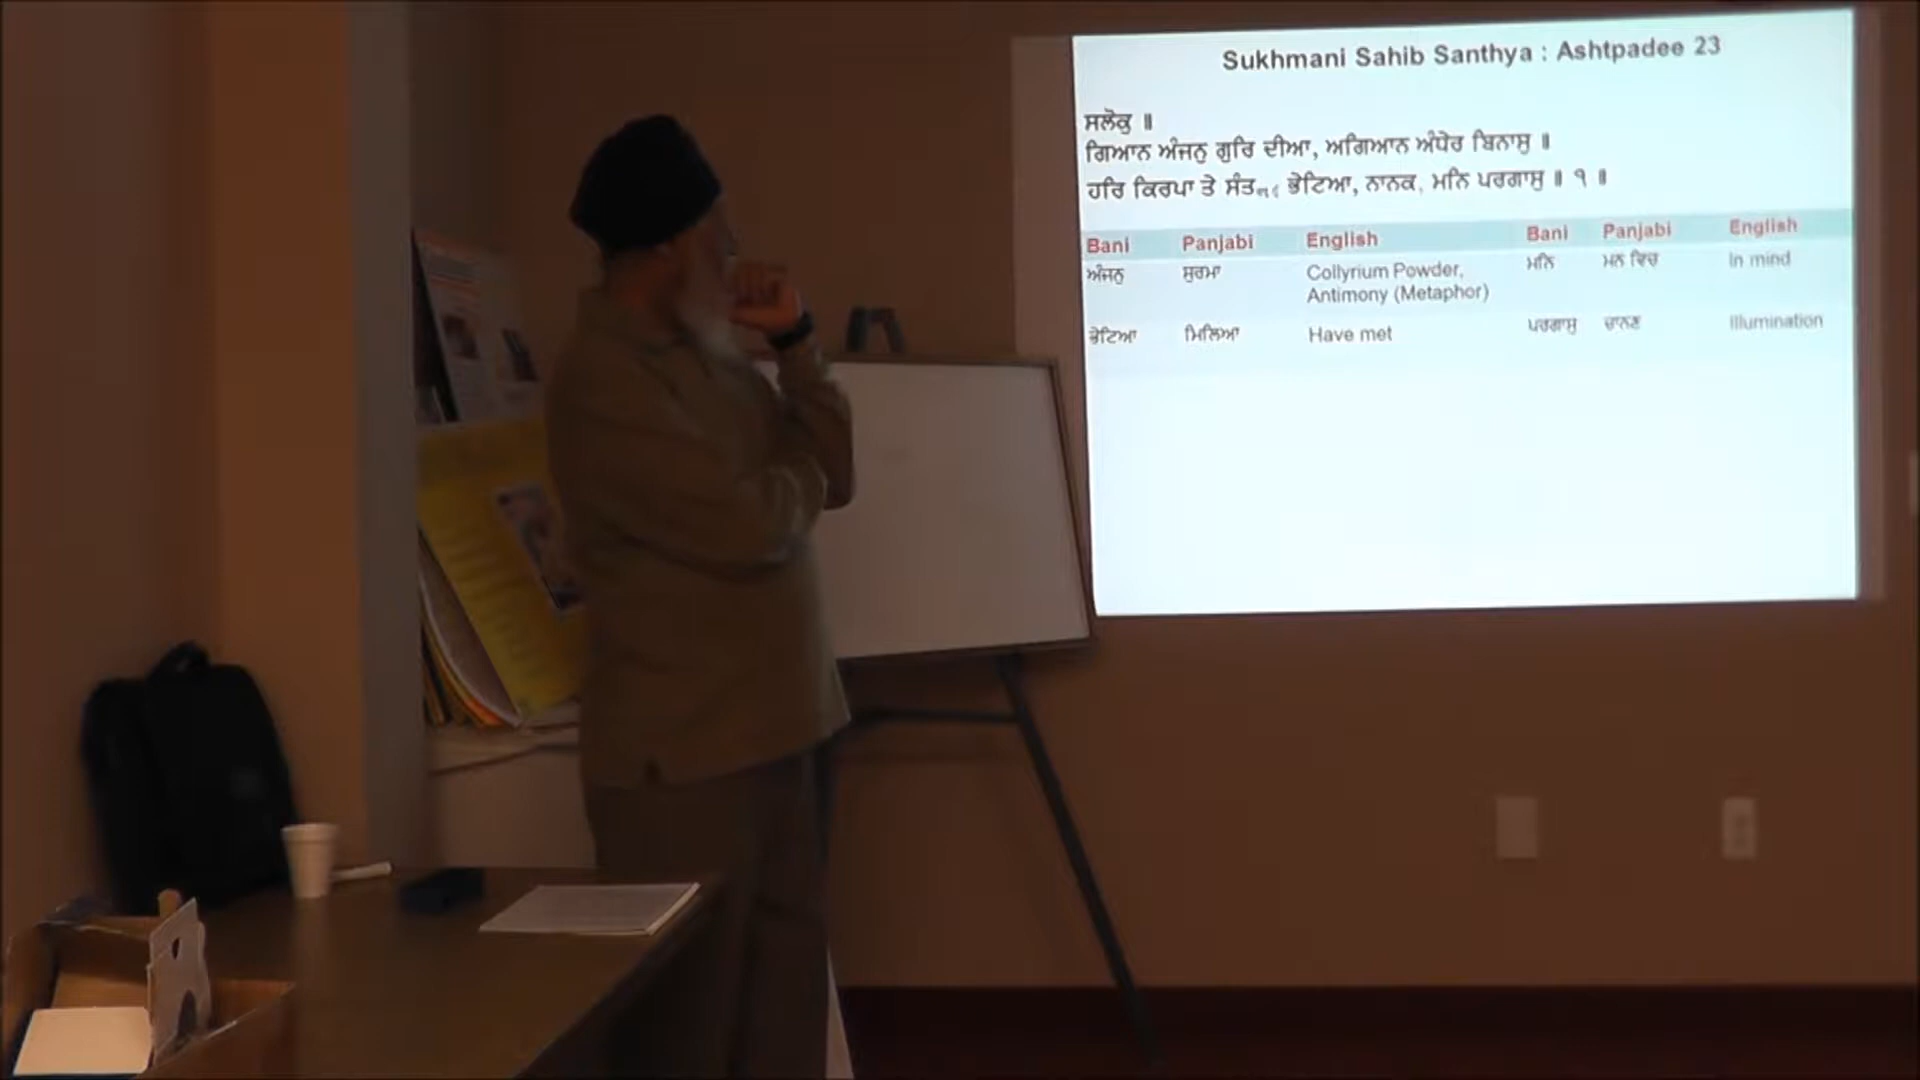 Sukhmani Sahib Santhya : Ashtpadee 23
ਸਲੋਕੁ ॥
ਗਿਆਨ ਅੰਜਨੁ ਗੁਰਿ ਦੀਆ, ਅਗਿਆਨ ਅੰਧੇਰ ਬਿਨਾਸੁ ॥
ਹਰਿ ਕਿਰਪਾ ਤੇ ਸੰਤ ਭੇਟਿਆ, ਨਾਨਕ, ਮਨਿ ਪਰਗਾਸੁ ॥ ੧ ॥
Bani Panjabi English Bani Panjabi English
ਅੰਜਨੁ ਸੁਰਮਾ Collyrium Powder, ਮਨਿ ਮਨ ਵਿਚ In mind
Antimony (Metaphor)
ਭੇਟਿਆ ਮਿਲਿਆ Have met ਪਰਗਾਸੁ ਚਾਨਣ Illumination